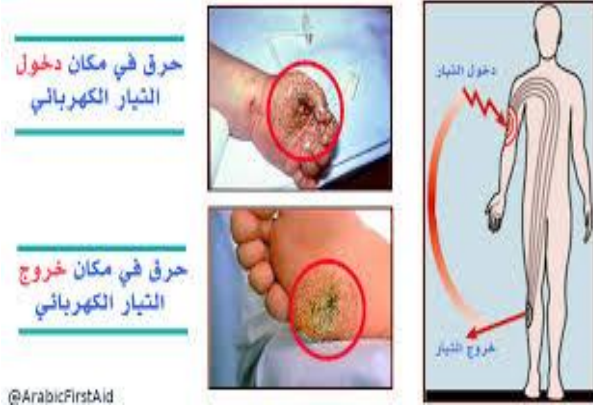 حرق في مكان دخول
التيار الكهربائي
دخول التيار
حرق في مكان خروج
التيار الكهربائي
خروج التيار
@ArabicFirstAid